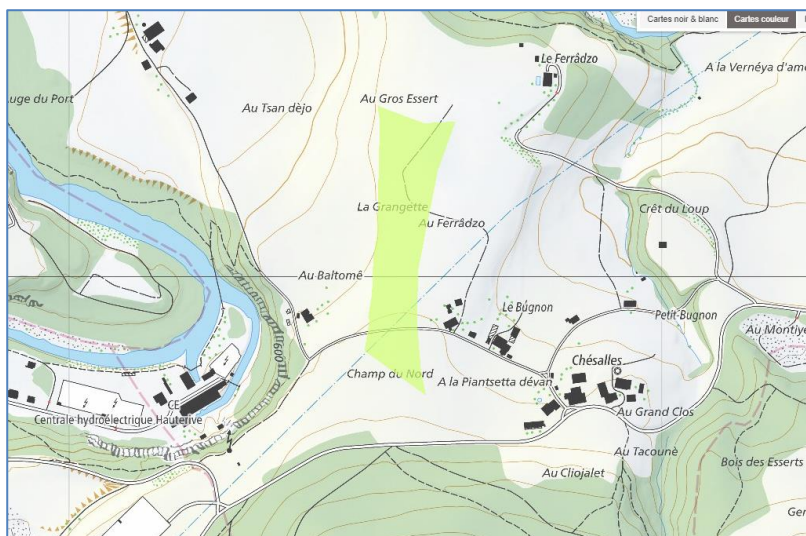 Cartes noir & blanc
Cartes couleur
Le Ferrâdzo
A la Vernéya d'am
uge du Port
Au Tsan dèjo
Au Gros Essert
La Grangette
Au Ferrâdzo
Crêt du Loup
Au Baltomê
Le Bugnon
Petit-Bugnon
600
Au Montiye
Champ du Nord
A la Piantsetta dévan
Chésalles
CE
Centrale hydroélectrique Hauterive
Au Grand Clos
Au Tacounè
Bois des Esserts
Au Cliojalet
Ger